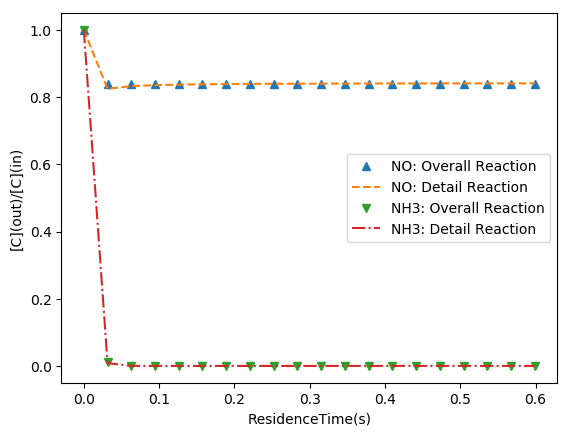 1.0
0.8
0.6
0.4
0.2
0.0
[C](out)/[C](in)
NO: Overall Reaction
NO: Detail Reaction
NH3: Overall Reaction
NH3: Detail Reaction
0.0 0.1 0.2 0.3 0.4 0.5 0.6
ResidenceTime(s)